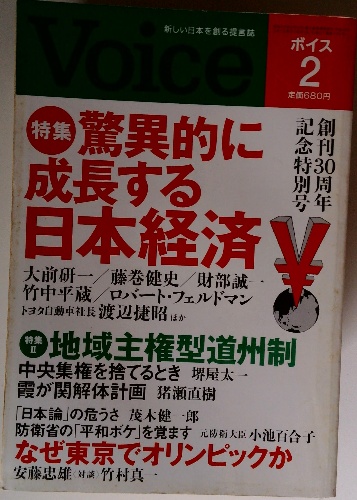 新しい日本を創る提言誌
Voice
ボイス
2
定価680円
創刊30周年
記念特別号
特集 驚異的に
成長する
日本経済
¥
大前研一/藤巻健史/財部誠一
竹中平蔵/ロバート・フェルドマン
トヨタ自動車社長 渡辺捷昭 ほか
特集II 地域主権型道州制
中央集権を捨てるとき 堺屋太一
霞が関解体計画 猪瀬直樹
「日本論」の危うさ 茂木健一郎
防衛省の「平和ボケ」を覚ます 元防衛大臣 小池百合子
なぜ東京でオリンピックか
安藤忠雄〈対談〉竹村真一